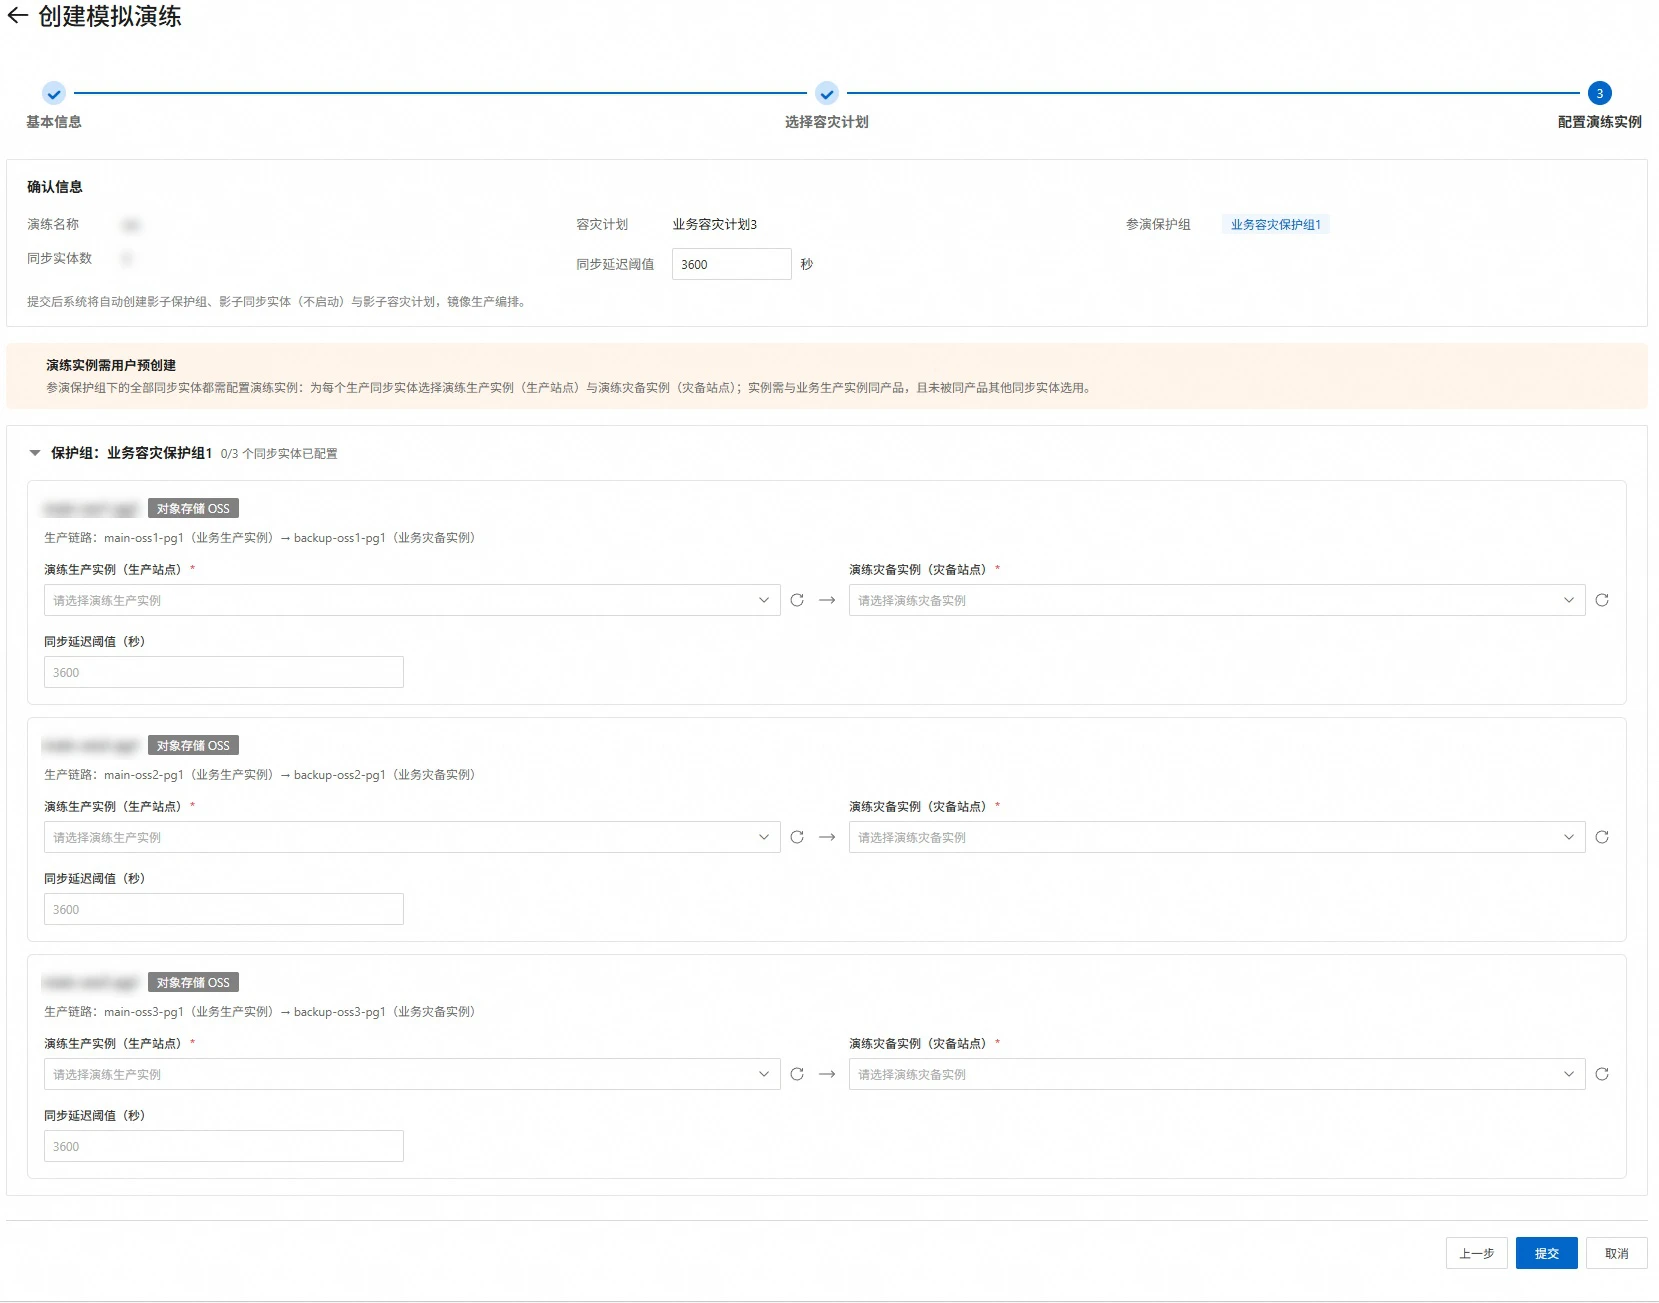 创建模拟演练
基本信息
选择容灾计划
3
配置演练实例
确认信息
演练名称
容灾计划 业务容灾计划3
参演保护组 业务容灾保护组1
同步实体数
同步延迟阈值 3600 秒
提交后系统将自动创建影子保护组、影子同步实体（不启动）与影子容灾计划，镜像生产编排。
演练实例需用户预创建
参演保护组下的全部同步实体都需配置演练实例：为每个生产同步实体选择演练生产实例（生产站点）与演练灾备实例（灾备站点）；实例需与业务生产实例同产品，且未被同产品其他同步实体选用。
保护组：业务容灾保护组1 0/3 个同步实体已配置
对象存储 OSS
生产链路：main-oss1-pg1（业务生产实例）→ backup-oss1-pg1（业务灾备实例）
演练生产实例（生产站点） * 演练灾备实例（灾备站点） *
请选择演练生产实例 → 请选择演练灾备实例
同步延迟阈值（秒）
3600
对象存储 OSS
生产链路：main-oss2-pg1（业务生产实例）→ backup-oss2-pg1（业务灾备实例）
演练生产实例（生产站点） * 演练灾备实例（灾备站点） *
请选择演练生产实例 → 请选择演练灾备实例
同步延迟阈值（秒）
3600
对象存储 OSS
生产链路：main-oss3-pg1（业务生产实例）→ backup-oss3-pg1（业务灾备实例）
演练生产实例（生产站点） * 演练灾备实例（灾备站点） *
请选择演练生产实例 → 请选择演练灾备实例
同步延迟阈值（秒）
3600
上一步 提交 取消